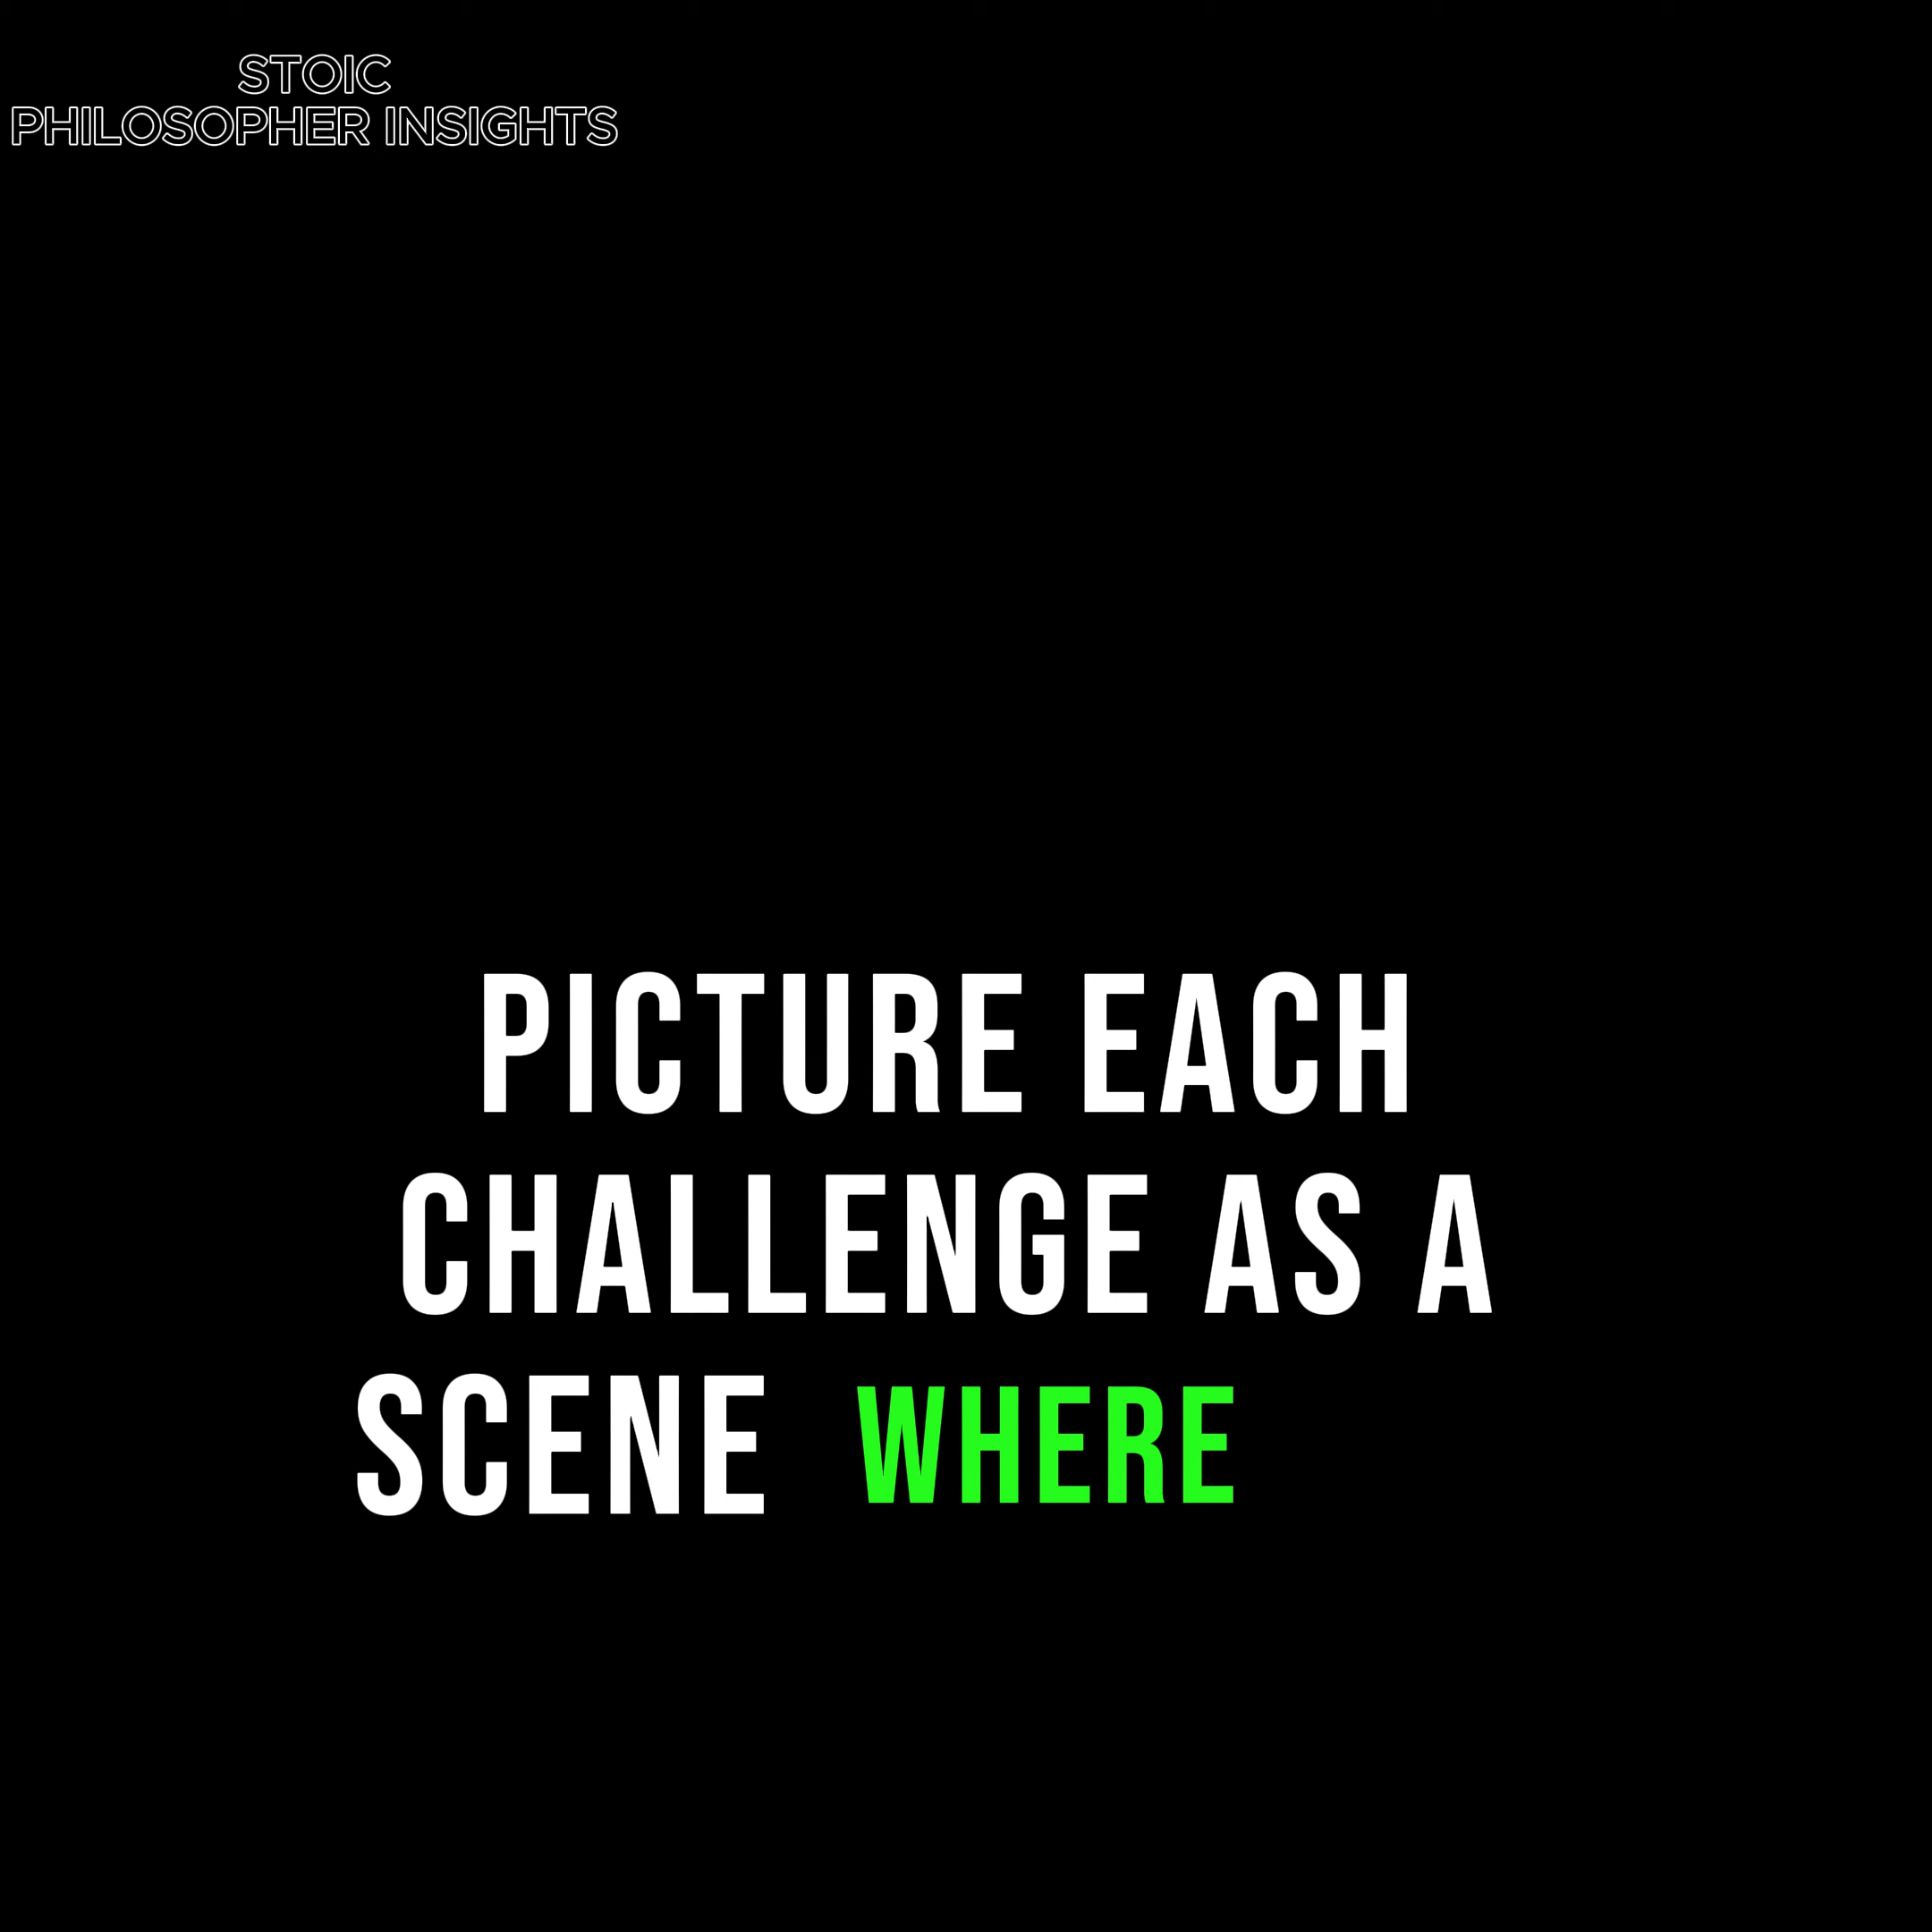 STOIC
PHILOSOPHER INSIGHTS
PICTURE EACH
CHALLENGE AS A
SCENE WHERE